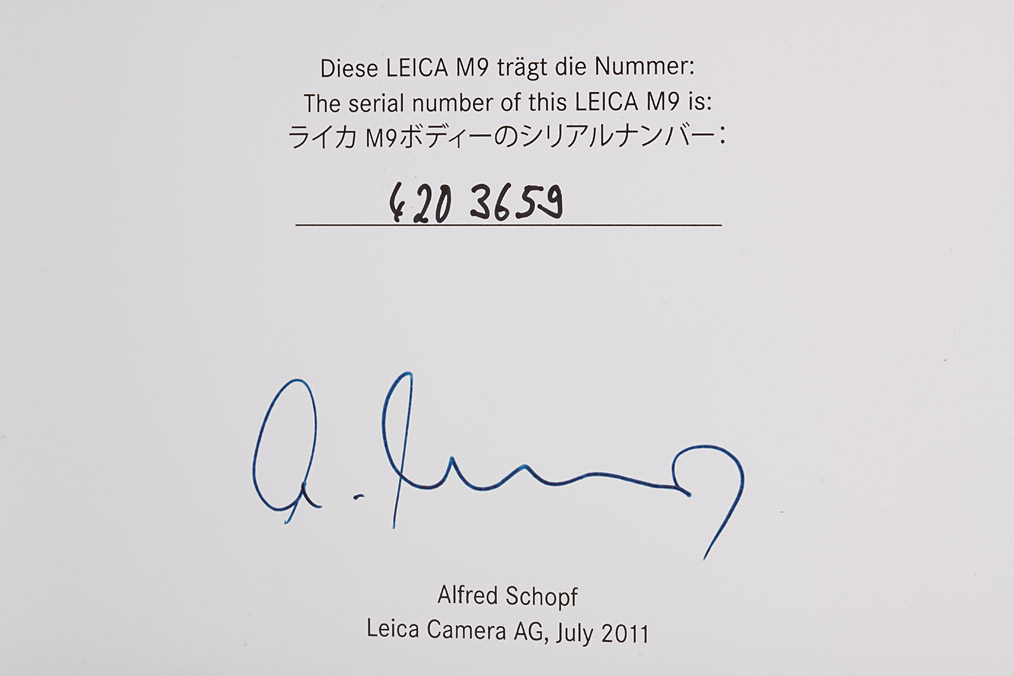 Diese LEICA M9 trägt die Nummer:
The serial number of this LEICA M9 is:
ライカ M9ボディーのシリアルナンバー：
420 3659
Alfred Schopf
Leica Camera AG, July 2011